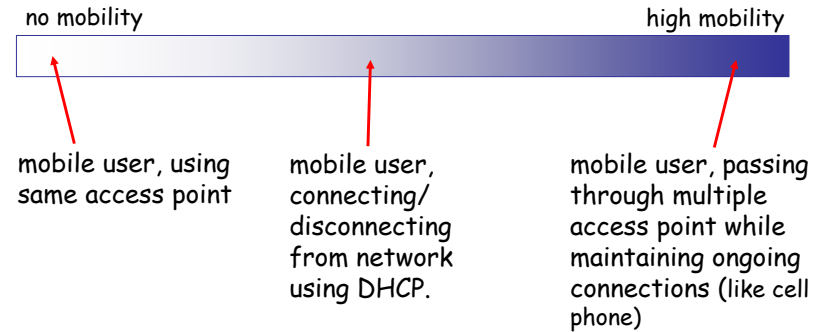 no mobility
high mobility
mobile user, using
same access point
mobile user,
connecting/
disconnecting
from network
using DHCP.
mobile user, passing
through multiple
access point while
maintaining ongoing
connections (like cell
phone)